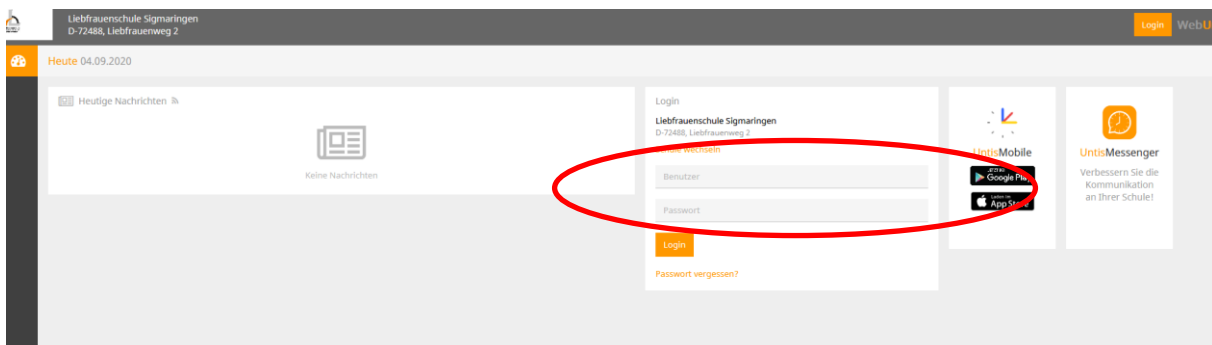 Liebfrauenschule Sigmaringen
D-72488, Liebfrauenweg 2
Login
Heute 04.09.2020
Heutige Nachrichten
Keine Nachrichten
Login
Liebfrauenschule Sigmaringen
D-72488, Liebfrauenweg 2
wechseln
Benutzer
Passwort
Login
Passwort vergessen?
UntisMobile
Google Play
App Store
UntisMessenger
Verbessern Sie die
Kommunikation
an Ihrer Schule!